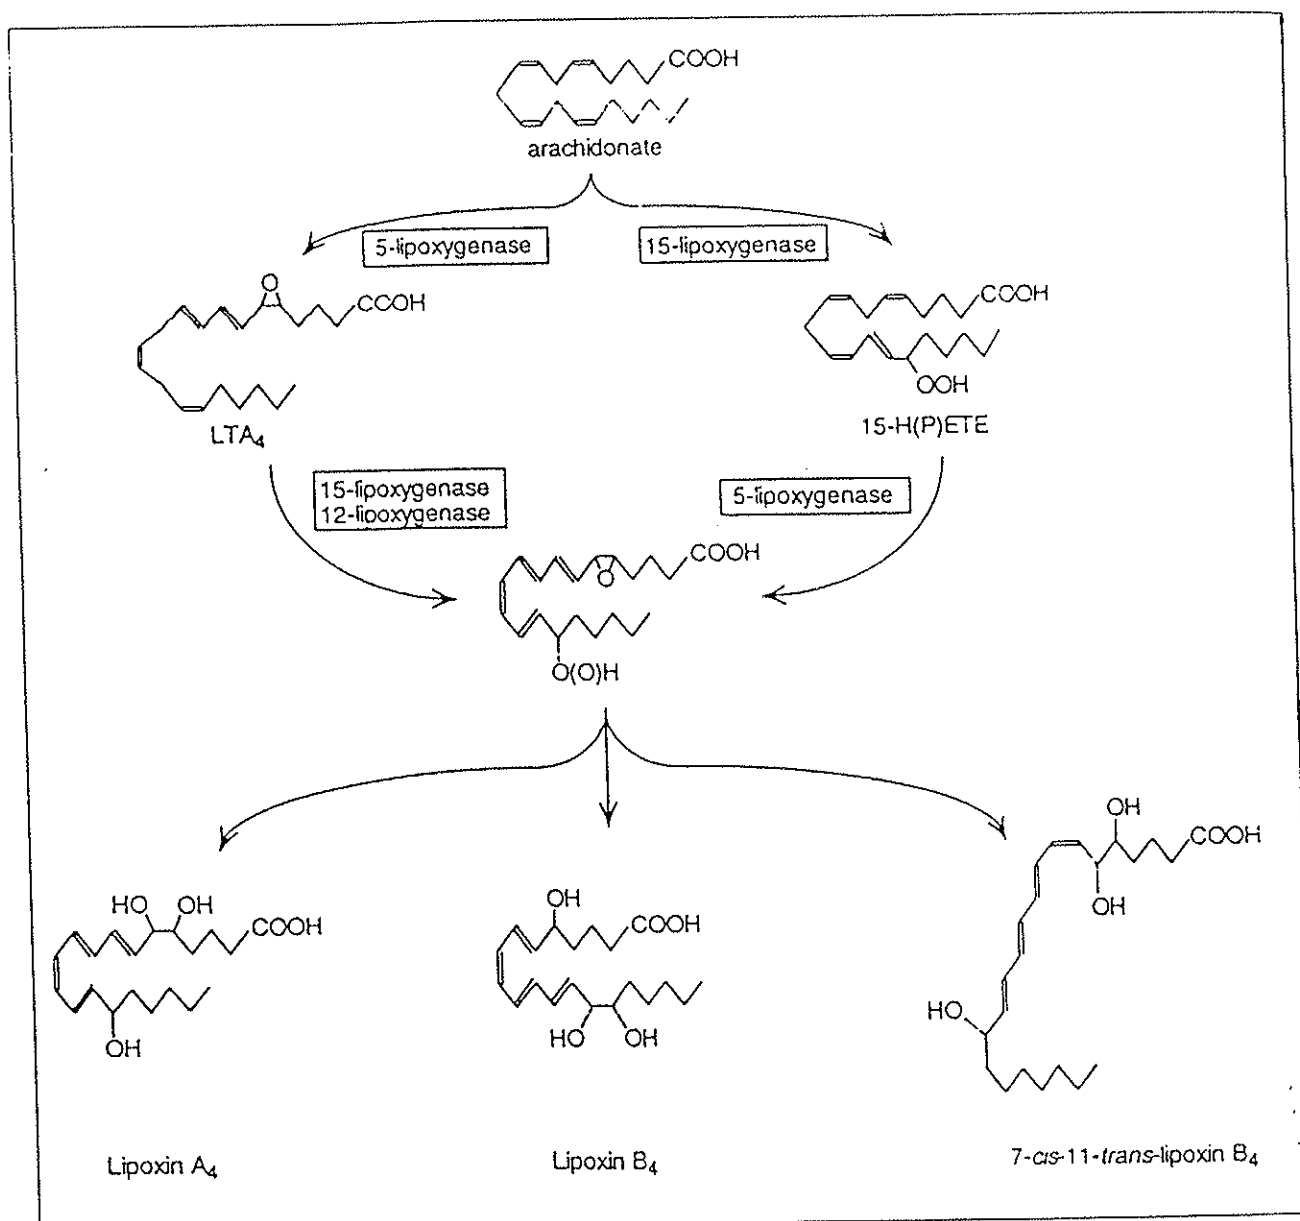 COOH
arachidonate
5-lipoxygenase
15-lipoxygenase
O
COOH
COOH
OOH
LTA4
15-H(P)ETE
15-lipoxygenase
12-lipoxygenase
5-lipoxygenase
COOH
O
O(O)H
OH
COOH
OH
HO OH
COOH
OH
COOH
HO
OH
HO OH
Lipoxin A4
Lipoxin B4
7-cis-11-trans-lipoxin B4